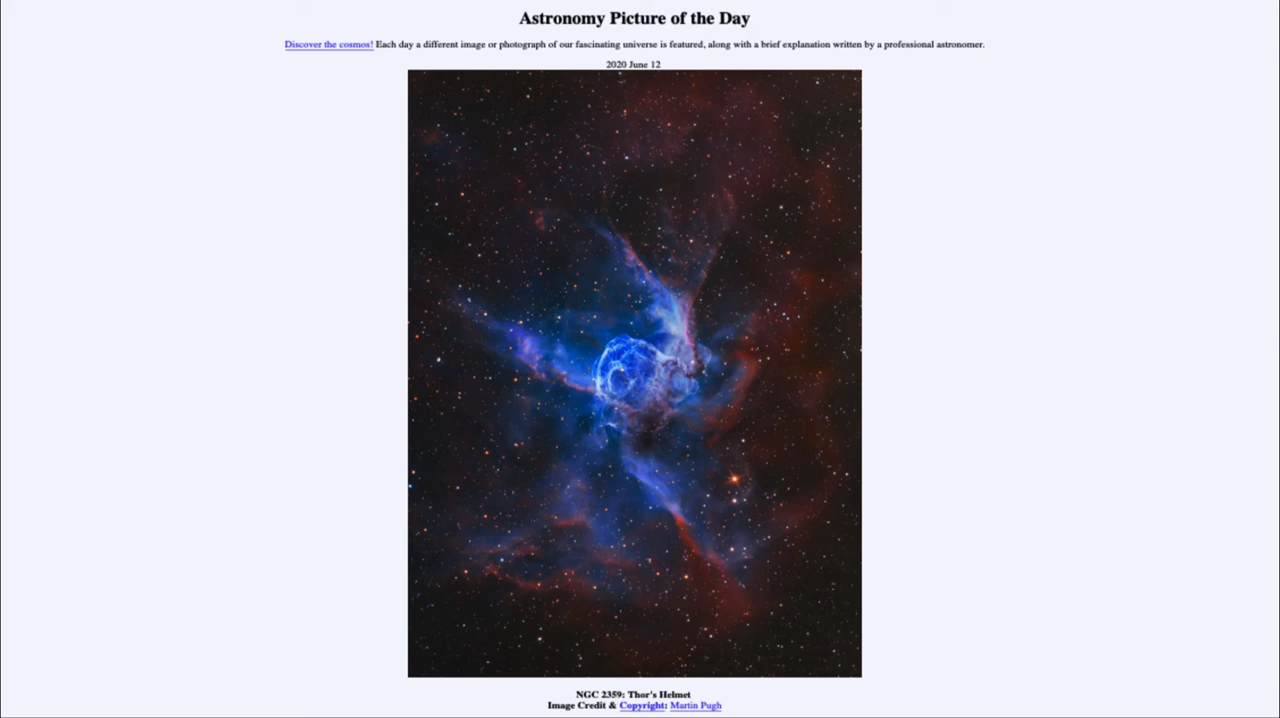 Astronomy Picture of the Day
Discover the cosmos! Each day a different image or photograph of our fascinating universe is featured, along with a brief explanation written by a professional astronomer.
2020 June 12
NGC 2359: Thor's Helmet
Image Credit & Copyright: Martin Pugh